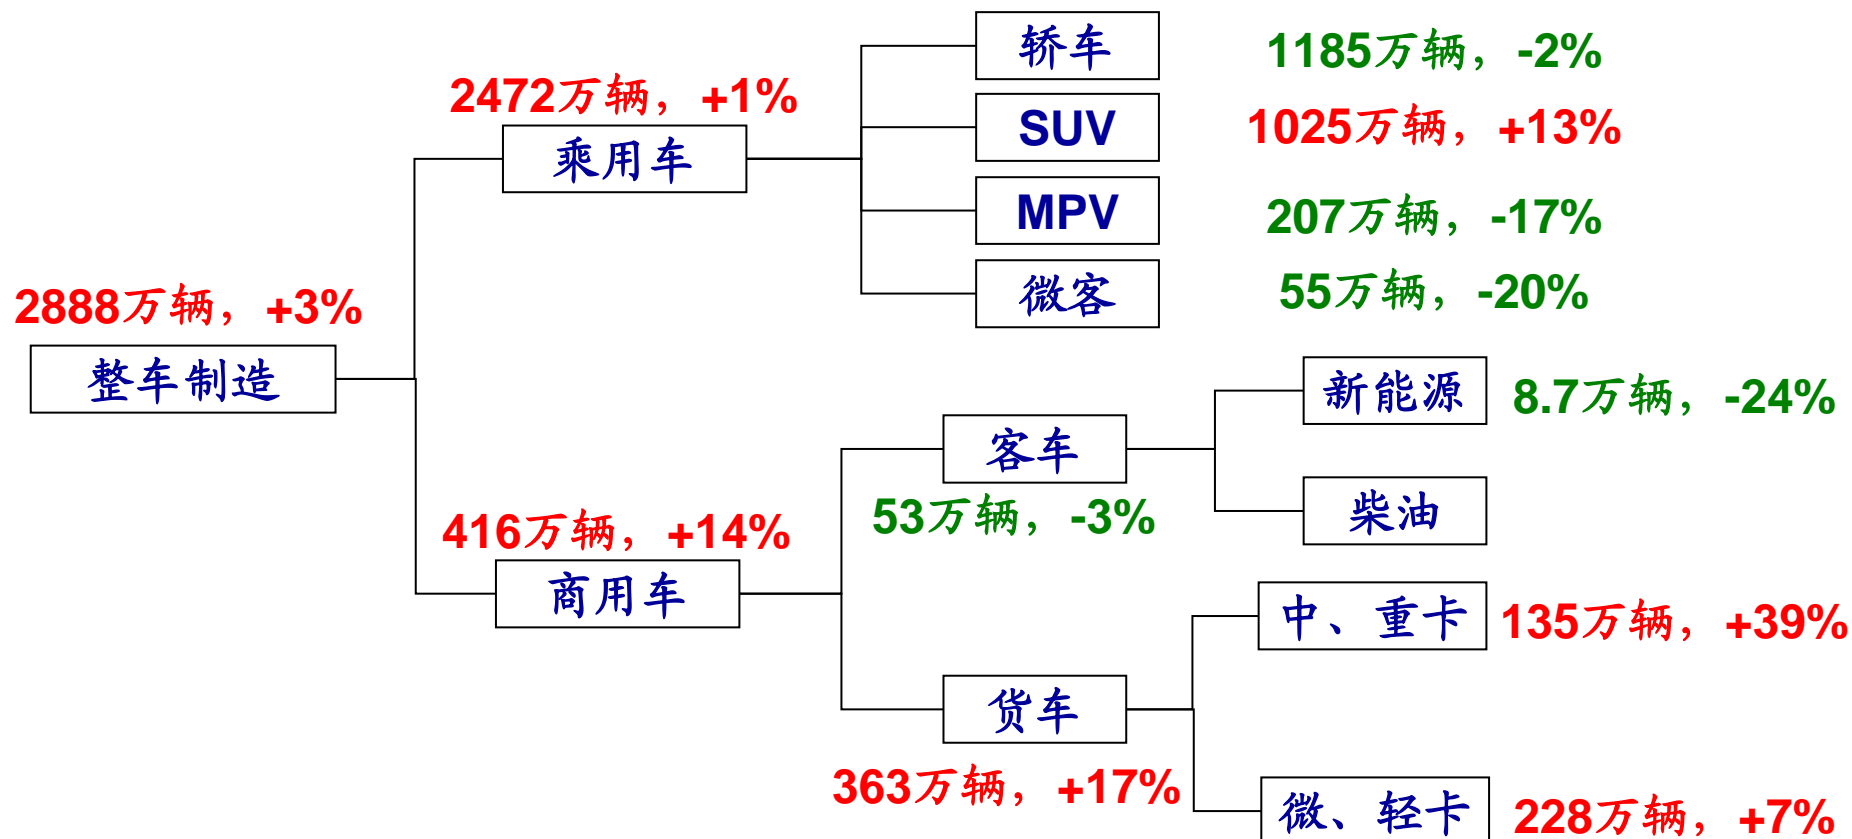 轿车
1185万辆，-2%
2472万辆，+1%
SUV
1025万辆，+13%
乘用车
MPV
207万辆，-17%
微客
55万辆，-20%
2888万辆，+3%
整车制造
新能源
8.7万辆，-24%
客车
53万辆，-3%
柴油
416万辆，+14%
商用车
中、重卡
135万辆，+39%
货车
363万辆，+17%
微、轻卡
228万辆，+7%